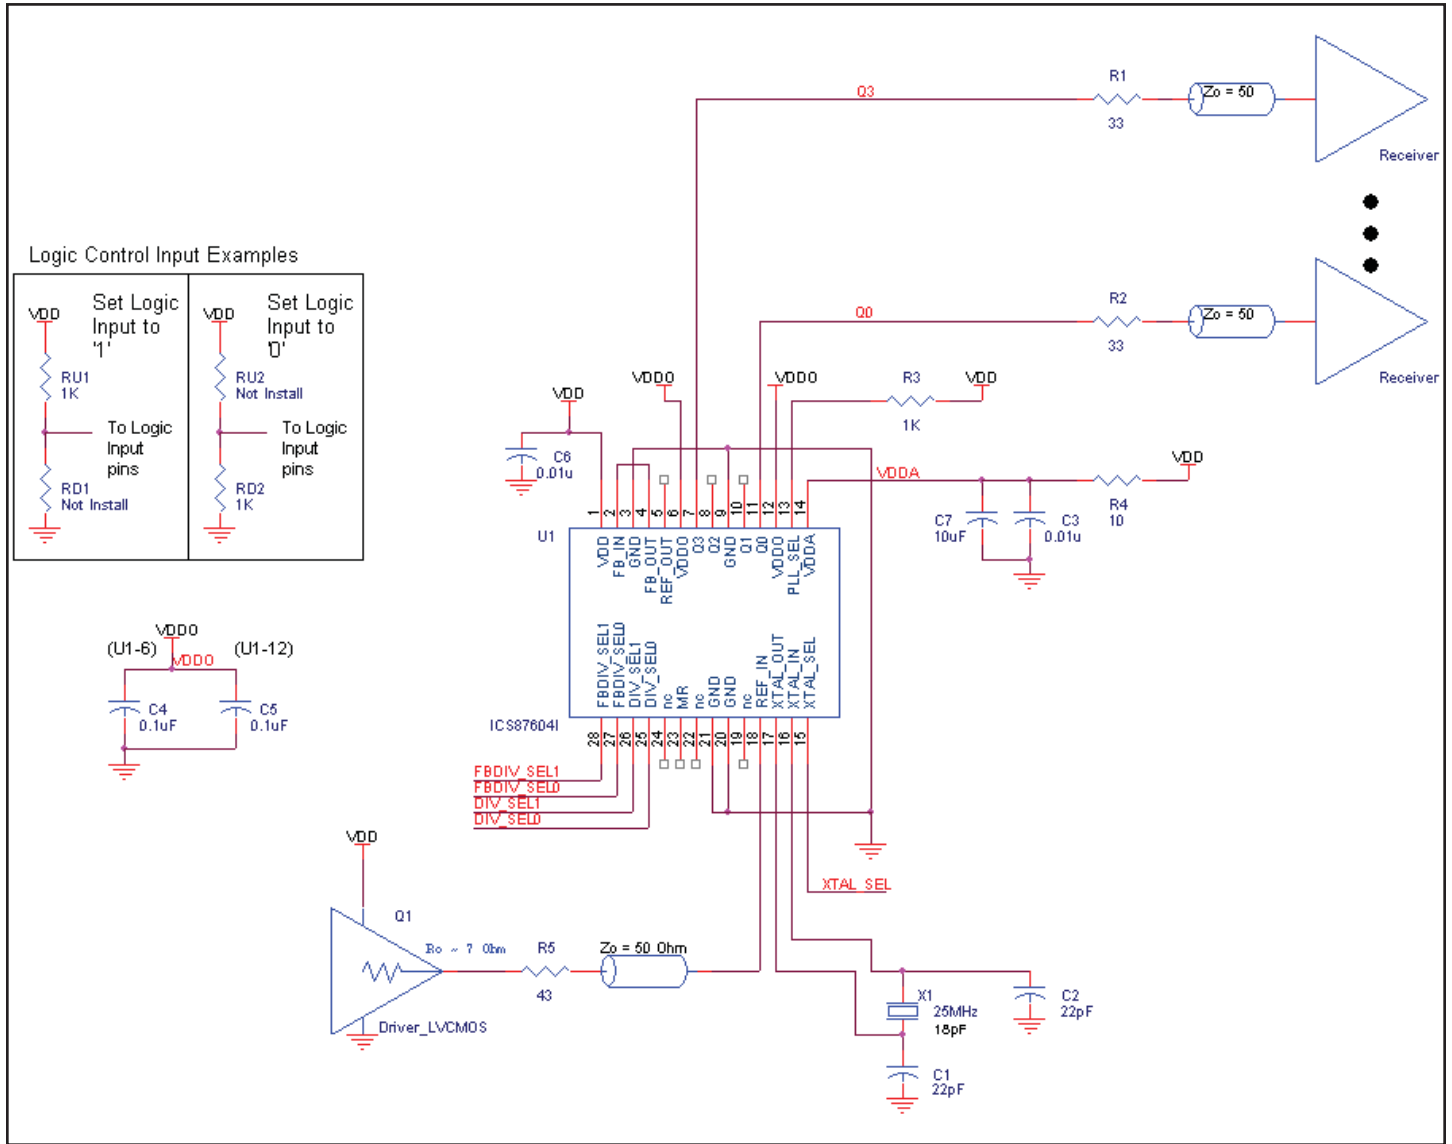 Q3
R1
33
Zo = 50
Receiver
Q0
R2
33
Zo = 50
Receiver
Logic Control Input Examples
VDD
Set Logic
Input to
'1'
RU1
1K
To Logic
Input
pins
RD1
Not Install
VDD
Set Logic
Input to
'0'
RU2
Not Install
To Logic
Input
pins
RD2
1K
VDD
C6
0.01u
VDDO
VDDO
R3
1K
VDD
VDDA
VDD
C7
10uF
C3
0.01u
R4
10
U1
1 2 3 4 5 6 7 8 9 10 11 12 13 14
VDD
FB_IN
GND
FB_OUT
REF_OUT
VDDO
Q3
Q2
GND
Q1
Q0
VDDO
PLL_SEL
VDDA
FBDIV_SEL1
FBDIV_SEL0
DIV_SEL1
DIV_SEL0
nc
MR
nc
GND
GND
nc
REF_IN
XTAL_OUT
XTAL_IN
XTAL_SEL
ICS87604I
28 27 26 25 24 23 22 21 20 19 18 17 16 15
FBDIV_SEL1
FBDIV_SEL0
DIV_SEL1
DIV_SEL0
XTAL_SEL
VDDO
(U1-6)
VDDO
(U1-12)
C4
0.1uF
C5
0.1uF
VDD
Q1
Ro ~ 7 Ohm
Driver_LVCMOS
R5
43
Zo = 50 Ohm
X1
25MHz
18pF
C2
22pF
C1
22pF